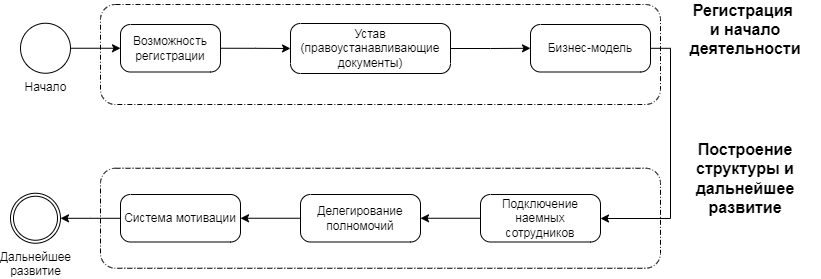 Начало
Возможность
регистрации
Устав
(правоустанавливающие
документы)
Бизнес-модель
Регистрация
и начало
деятельности
Построение
структуры и
дальнейшее
развитие
Подключение
наемных
сотрудников
Делегирование
полномочий
Система мотивации
Дальнейшее
развитие